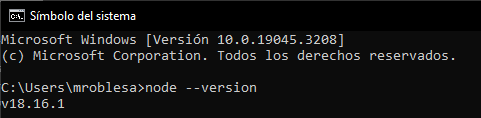 Símbolo del sistema
Microsoft Windows [Versión 10.0.19045.3208]
(c) Microsoft Corporation. Todos los derechos reservados.
C:\Users\mroblesa>node --version
v18.16.1